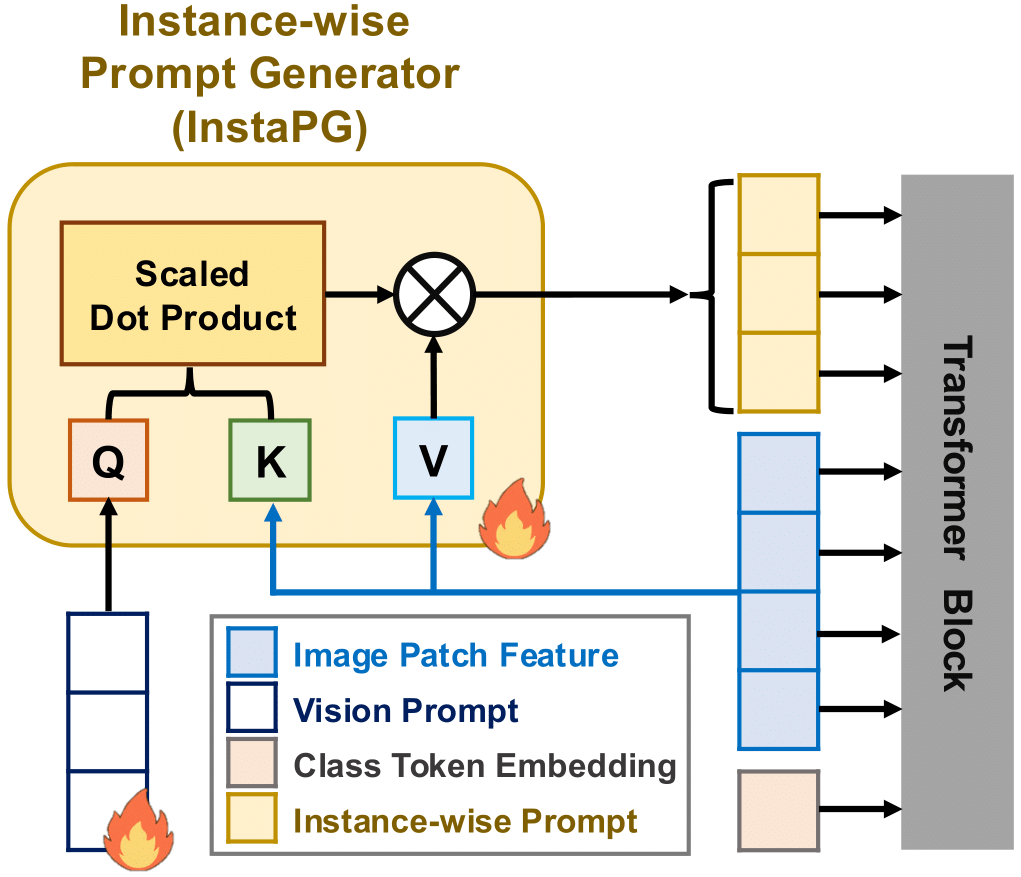 Instance-wise
Prompt Generator
(InstaPG)
Scaled
Dot Product
Q
K
V
Transformer Block
Image Patch Feature
Vision Prompt
Class Token Embedding
Instance-wise Prompt